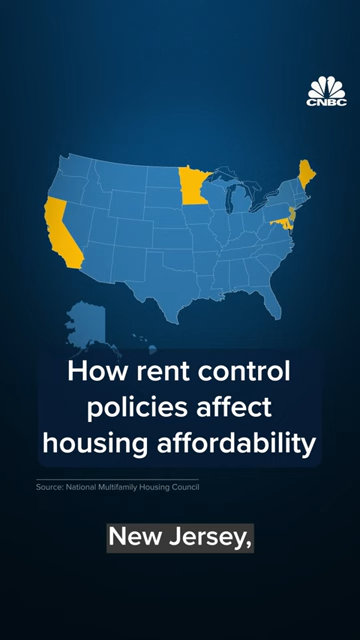 CNBC
How rent control
policies affect
housing affordability
Source: National Multifamily Housing Council
New Jersey,